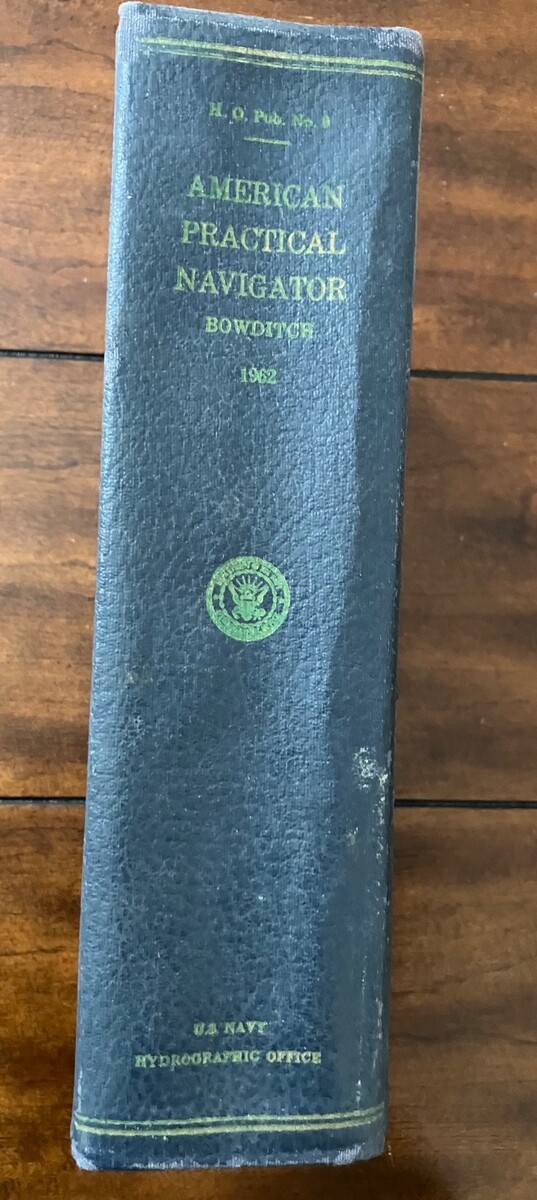 H. O. Pub. No. 9
AMERICAN
PRACTICAL
NAVIGATOR
BOWDITCH
1962
U.S. NAVY
HYDROGRAPHIC OFFICE